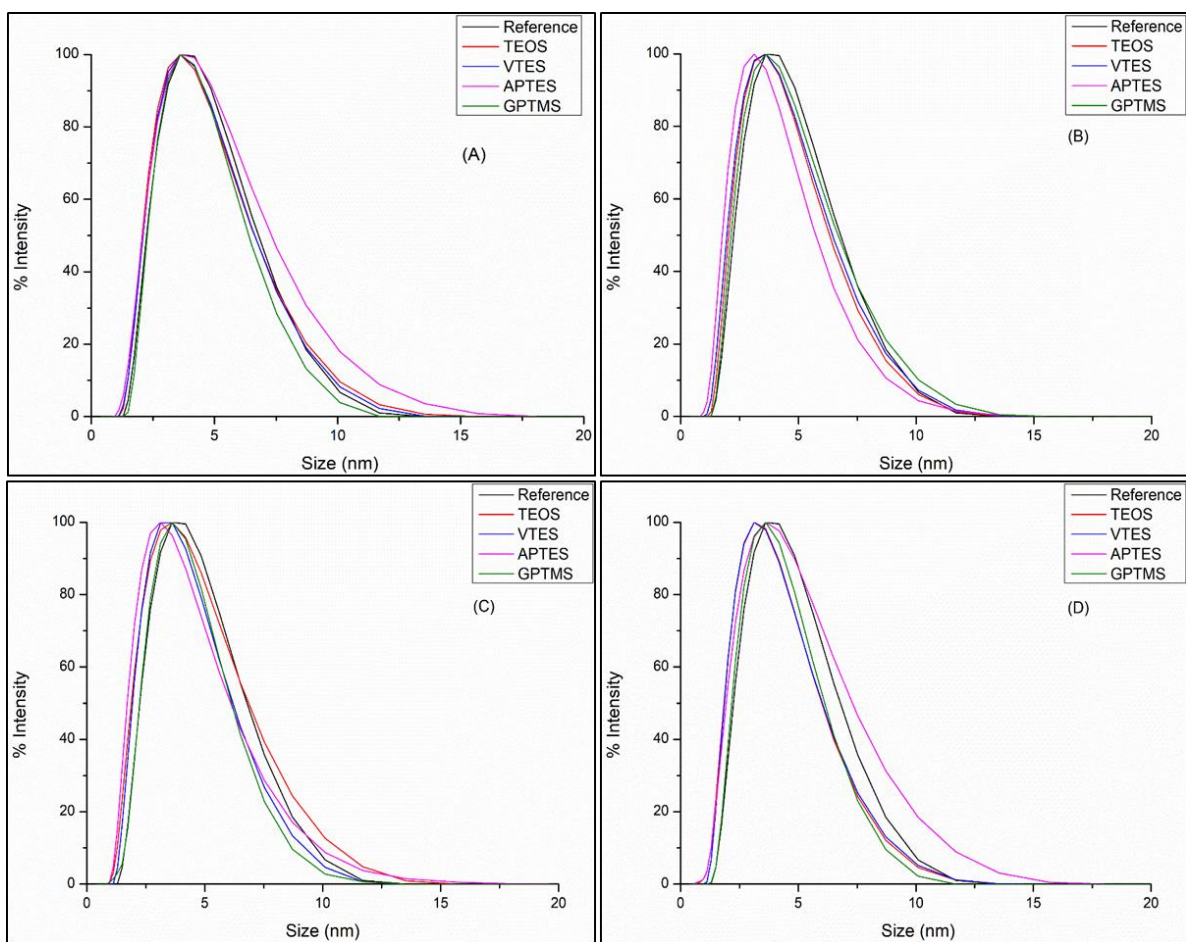 Reference
TEOS
VTES
APTES
GPTMS
(A)
100
80
60
40
20
0
% Intensity
0 5 10 15 20
Size (nm)
Reference
TEOS
VTES
APTES
GPTMS
(B)
100
80
60
40
20
0
% Intensity
0 5 10 15 20
Size (nm)
Reference
TEOS
VTES
APTES
GPTMS
(C)
100
80
60
40
20
0
% Intensity
0 5 10 15 20
Size (nm)
Reference
TEOS
VTES
APTES
GPTMS
(D)
100
80
60
40
20
0
% Intensity
0 5 10 15 20
Size (nm)